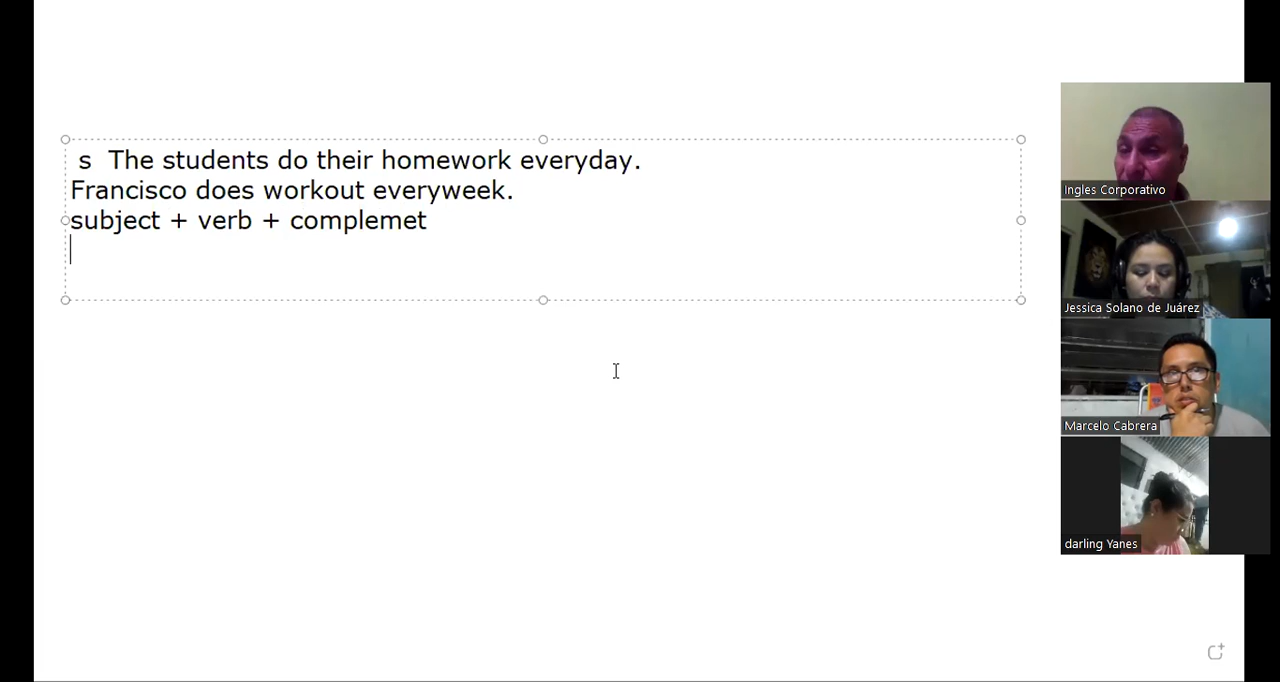 s The students do their homework everyday.
Francisco does workout everyweek.
subject + verb + complemet
Ingles Corporativo
Jessica Solano de Juárez
Marcelo Cabrera
darling Yanes